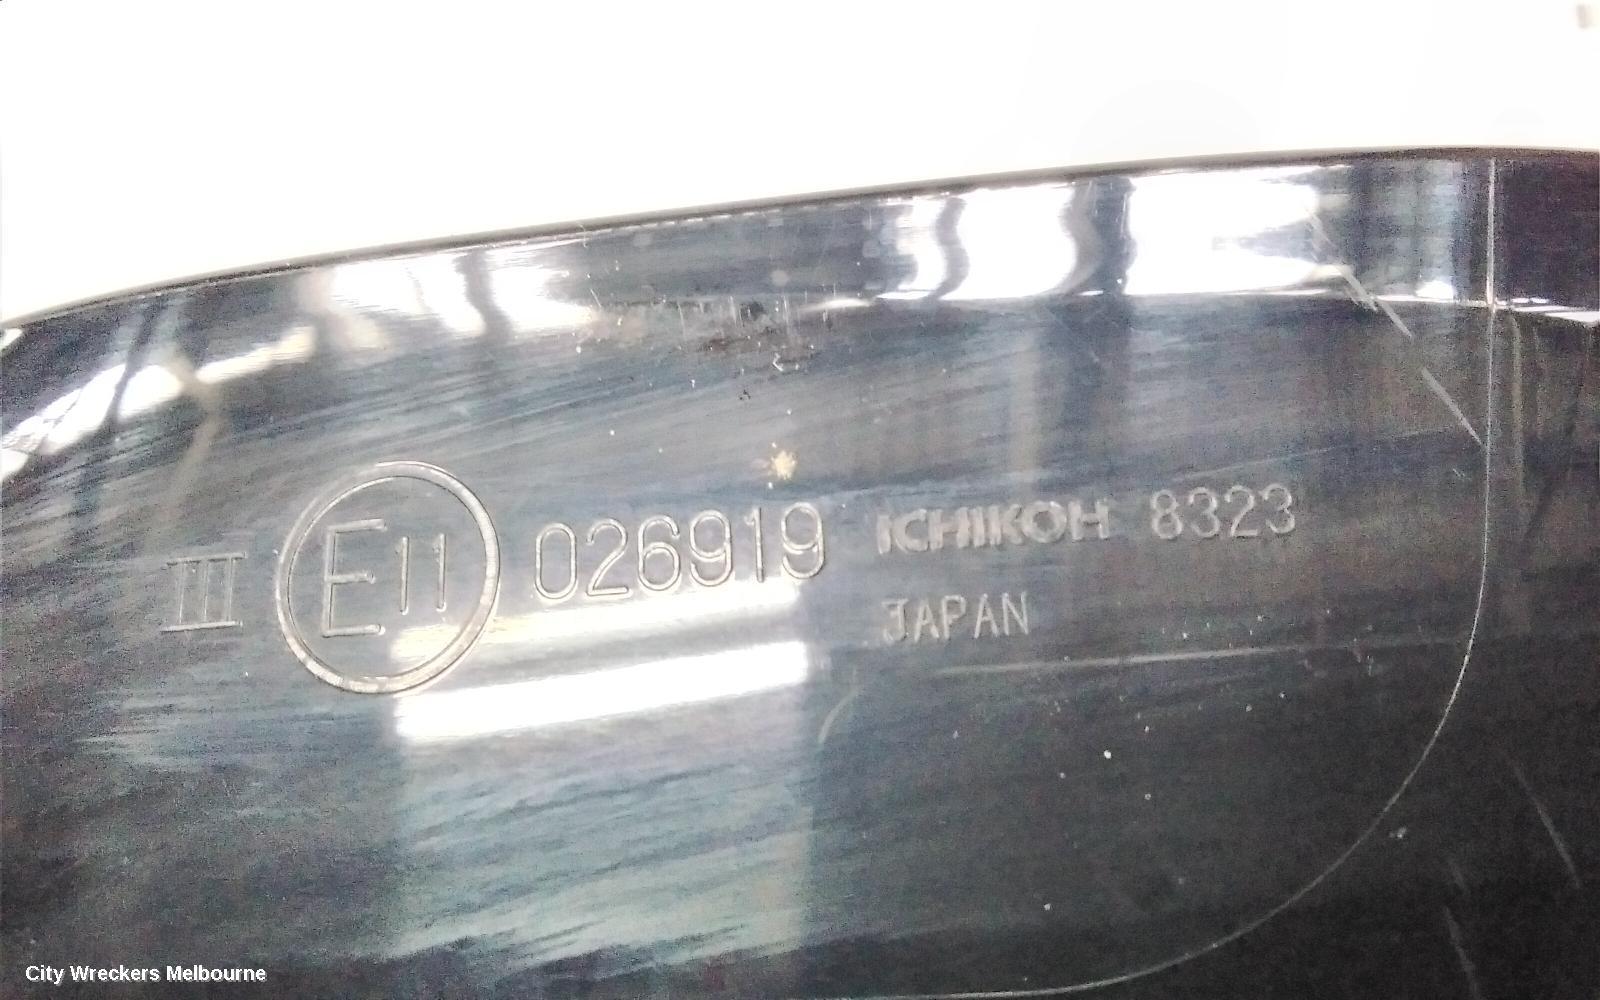 III E11 026919 ICHIKOH 8323
JAPAN
City Wreckers Melbourne